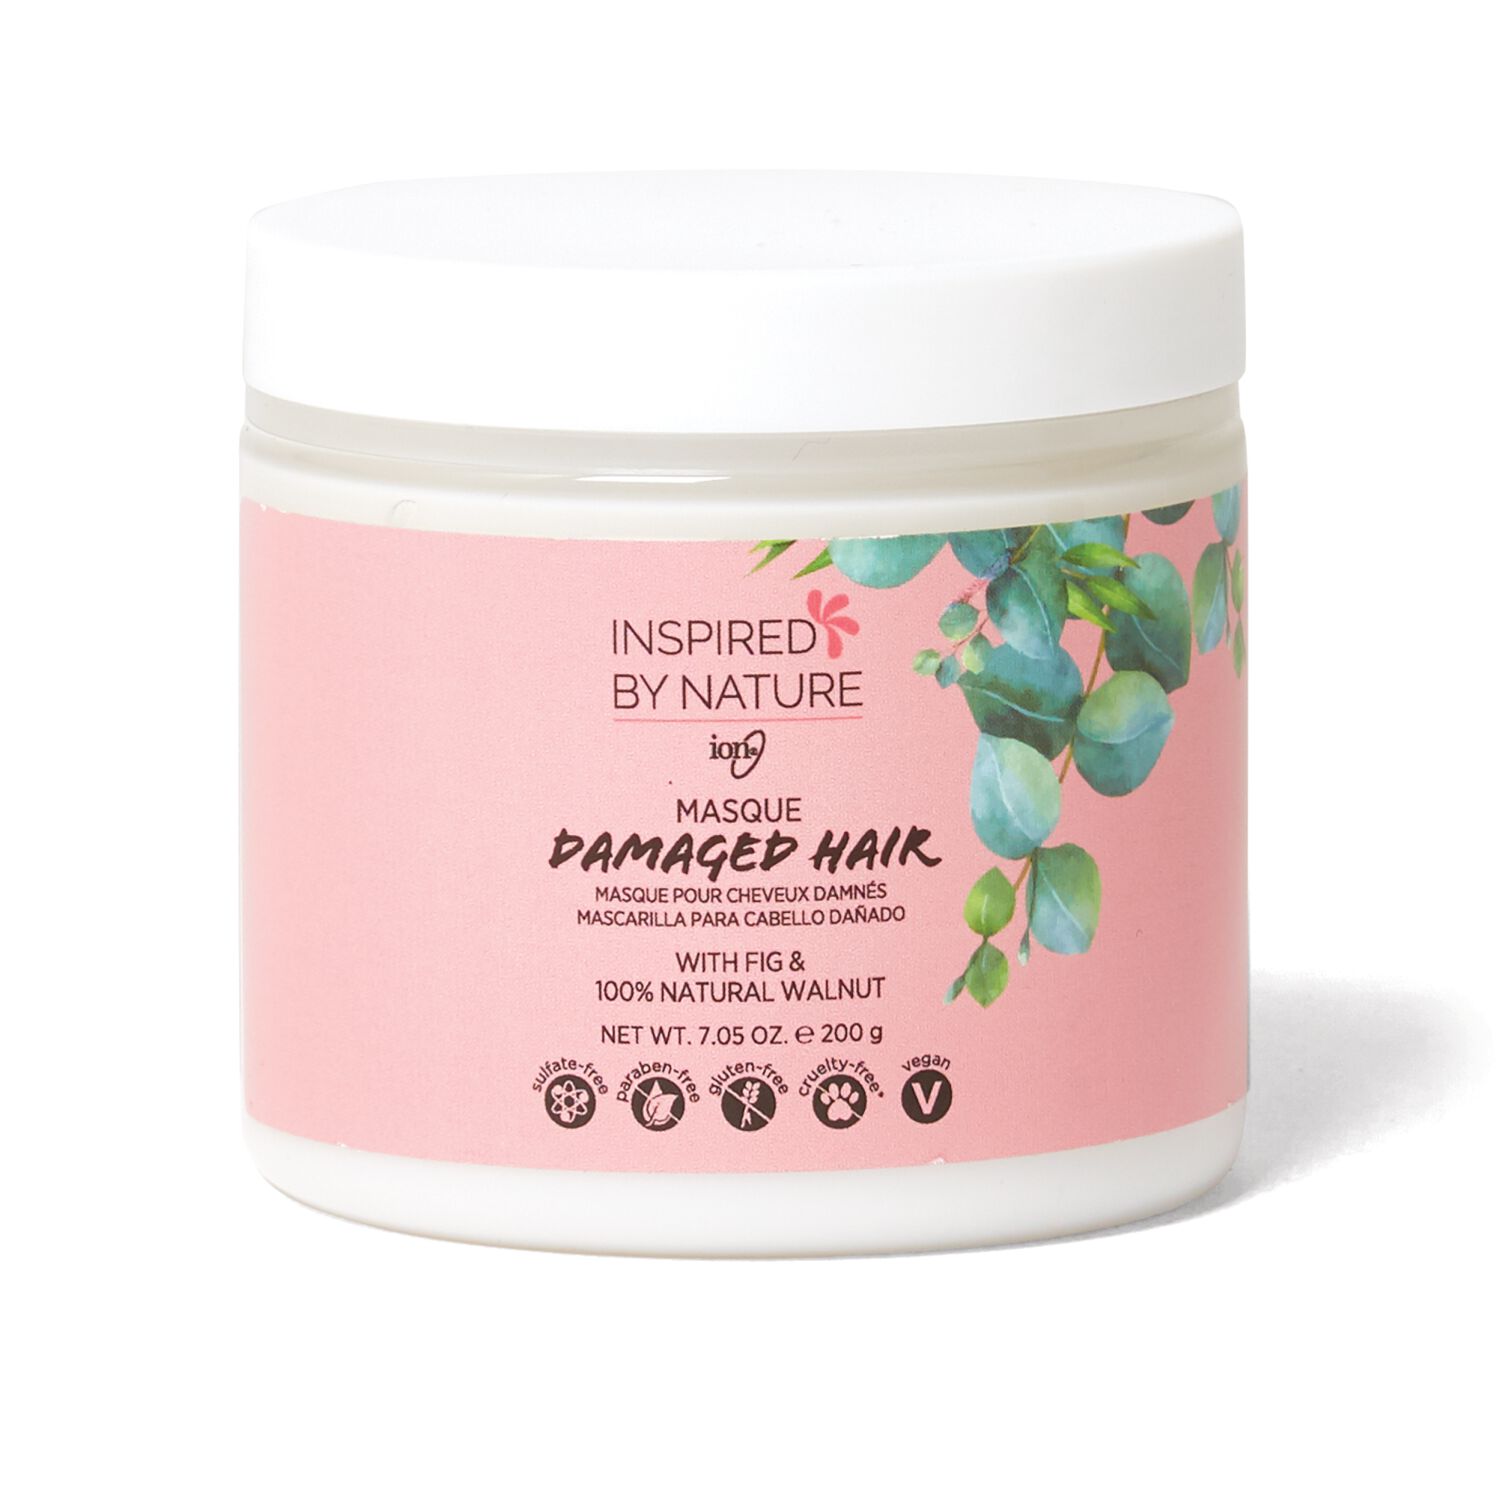 INSPIRED
BY NATURE
ion
MASQUE
DAMAGED HAIR
MASQUE POUR CHEVEUX DAMNÉS
MASCARILLA PARA CABELLO DAÑADO
WITH FIG &
100% NATURAL WALNUT
NET WT. 7.05 OZ. ℮ 200 g
sulfate-free paraben-free gluten-free cruelty-free* vegan
V